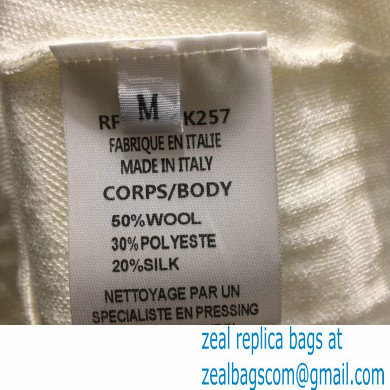 M
RF K257
FABRIQUE EN ITALIE
MADE IN ITALY
CORPS/BODY
50%WOOL
30%POLYESTE
20%SILK
NETTOYAGE PAR UN
SPECIALISTE EN PRESSING
zeal replica bags at
zealbagscom@gmail.com